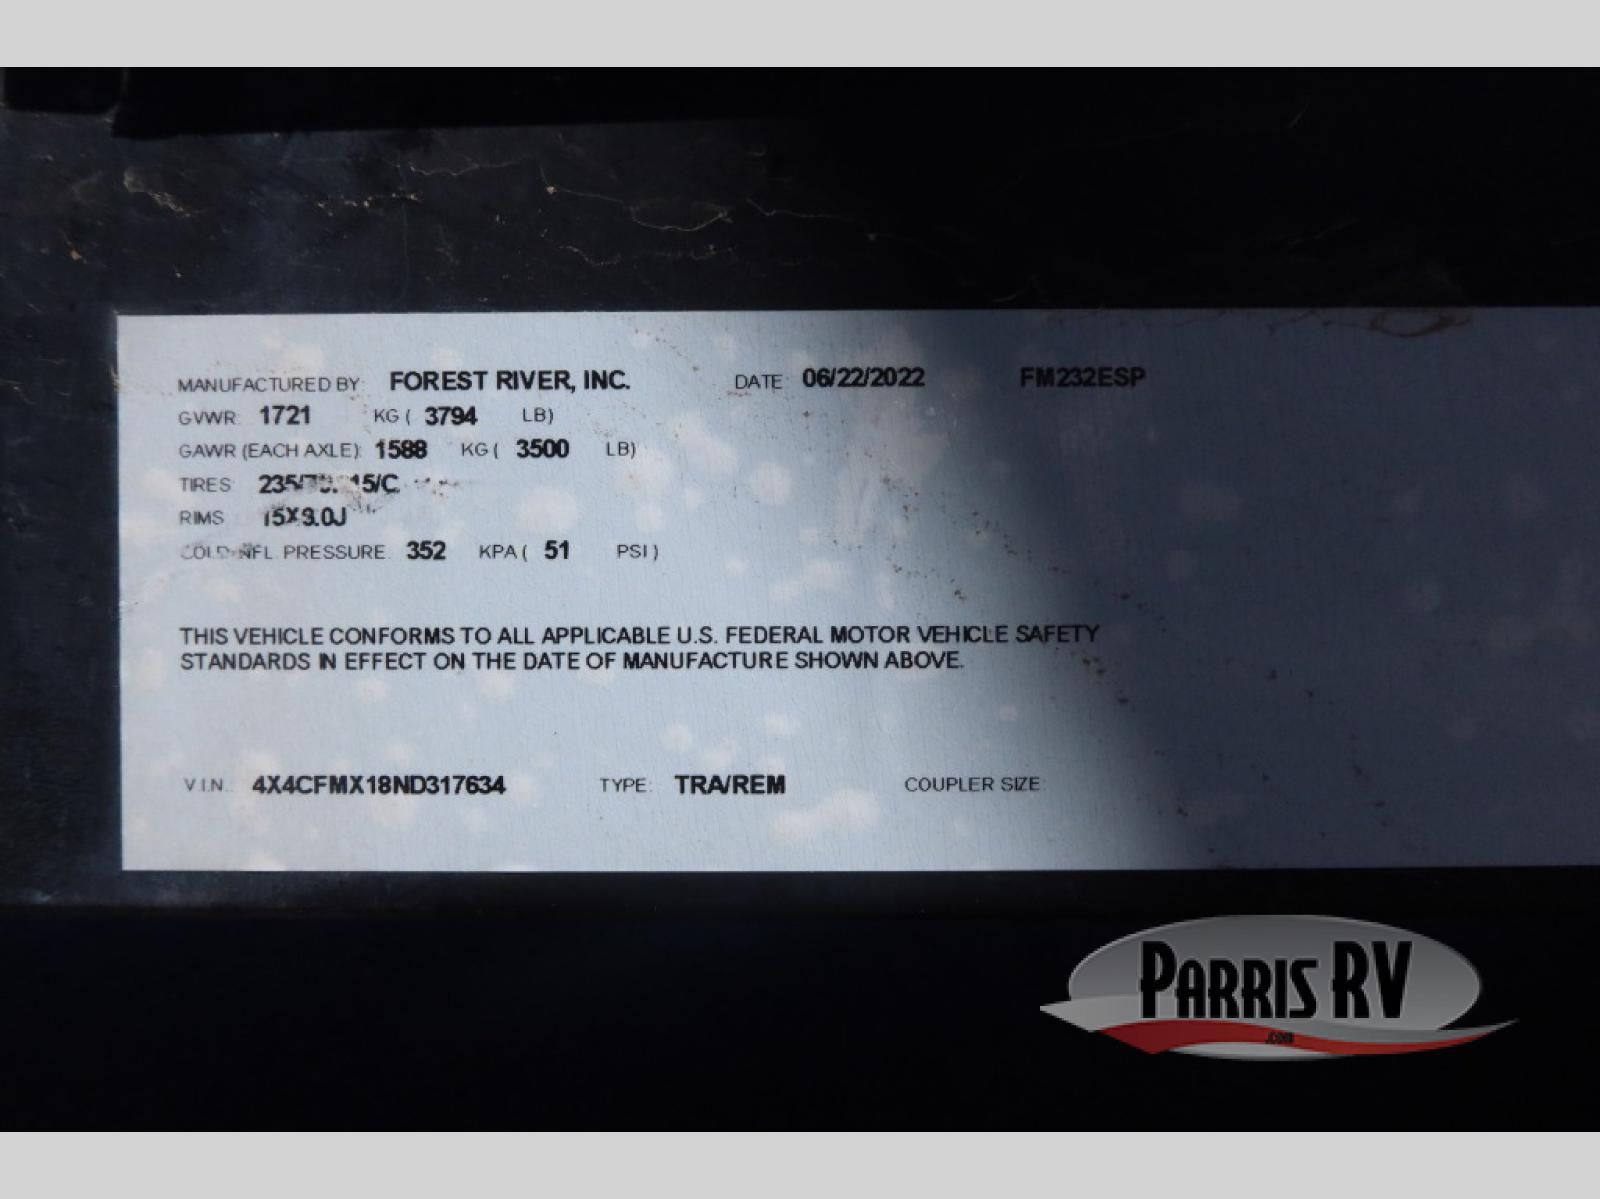 MANUFACTURED BY: FOREST RIVER, INC. DATE: 06/22/2022 FM232ESP
GVWR: 1721 KG ( 3794 LB)
GAWR (EACH AXLE): 1588 KG ( 3500 LB)
TIRES:
RIMS
COLD INFL. PRESSURE: 352 KPA ( 51 PSI )
THIS VEHICLE CONFORMS TO ALL APPLICABLE U.S. FEDERAL MOTOR VEHICLE SAFETY
STANDARDS IN EFFECT ON THE DATE OF MANUFACTURE SHOWN ABOVE.
V.I.N.: 4X4CFMX18ND317634 TYPE: TRA/REM COUPLER SIZE:
PARRIS RV
.COM